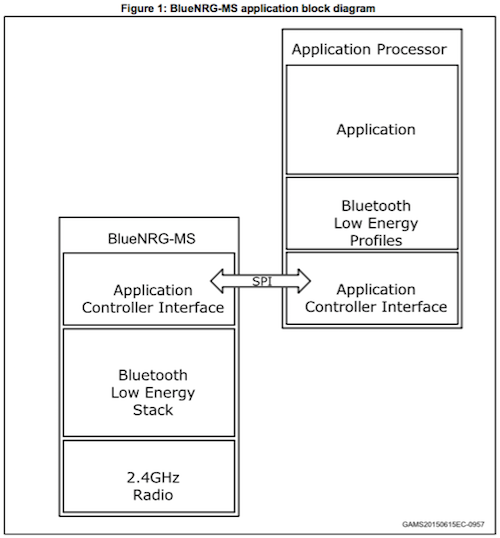 Figure 1: BlueNRG-MS application block diagram
Application Processor
Application
Bluetooth
Low Energy
Profiles
Application
Controller Interface
SPI
BlueNRG-MS
Application
Controller Interface
Bluetooth
Low Energy
Stack
2.4GHz
Radio
GAMS20150615EC-0957